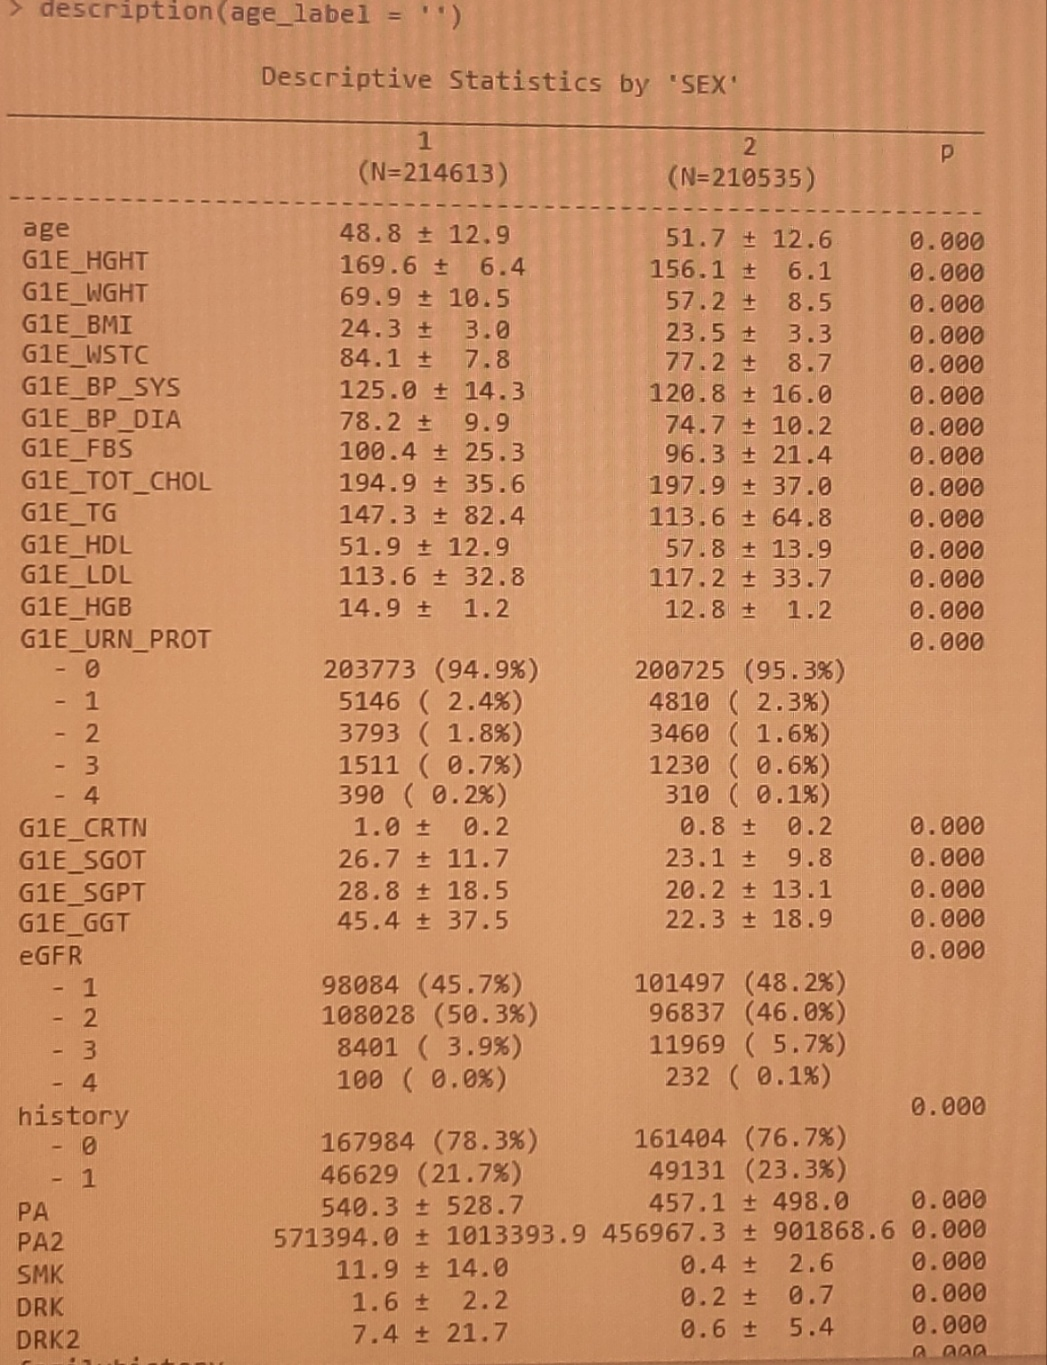 > description(age_label = '')
Descriptive Statistics by 'SEX'
1 2 p
(N=214613) (N=210535)
age 48.8 ± 12.9 51.7 ± 12.6 0.000
G1E_HGHT 169.6 ± 6.4 156.1 ± 6.1 0.000
G1E_WGHT 69.9 ± 10.5 57.2 ± 8.5 0.000
G1E_BMI 24.3 ± 3.0 23.5 ± 3.3 0.000
G1E_WSTC 84.1 ± 7.8 77.2 ± 8.7 0.000
G1E_BP_SYS 125.0 ± 14.3 120.8 ± 16.0 0.000
G1E_BP_DIA 78.2 ± 9.9 74.7 ± 10.2 0.000
G1E_FBS 100.4 ± 25.3 96.3 ± 21.4 0.000
G1E_TOT_CHOL 194.9 ± 35.6 197.9 ± 37.0 0.000
G1E_TG 147.3 ± 82.4 113.6 ± 64.8 0.000
G1E_HDL 51.9 ± 12.9 57.8 ± 13.9 0.000
G1E_LDL 113.6 ± 32.8 117.2 ± 33.7 0.000
G1E_HGB 14.9 ± 1.2 12.8 ± 1.2 0.000
G1E_URN_PROT 0.000
- 0 203773 (94.9%) 200725 (95.3%)
- 1 5146 ( 2.4%) 4810 ( 2.3%)
- 2 3793 ( 1.8%) 3460 ( 1.6%)
- 3 1511 ( 0.7%) 1230 ( 0.6%)
- 4 390 ( 0.2%) 310 ( 0.1%)
G1E_CRTN 1.0 ± 0.2 0.8 ± 0.2 0.000
G1E_SGOT 26.7 ± 11.7 23.1 ± 9.8 0.000
G1E_SGPT 28.8 ± 18.5 20.2 ± 13.1 0.000
G1E_GGT 45.4 ± 37.5 22.3 ± 18.9 0.000
eGFR 0.000
- 1 98084 (45.7%) 101497 (48.2%)
- 2 108028 (50.3%) 96837 (46.0%)
- 3 8401 ( 3.9%) 11969 ( 5.7%)
- 4 100 ( 0.0%) 232 ( 0.1%)
history 0.000
- 0 167984 (78.3%) 161404 (76.7%)
- 1 46629 (21.7%) 49131 (23.3%)
PA 540.3 ± 528.7 457.1 ± 498.0 0.000
PA2 571394.0 ± 1013393.9 456967.3 ± 901868.6 0.000
SMK 11.9 ± 14.0 0.4 ± 2.6 0.000
DRK 1.6 ± 2.2 0.2 ± 0.7 0.000
DRK2 7.4 ± 21.7 0.6 ± 5.4 0.000
0.000